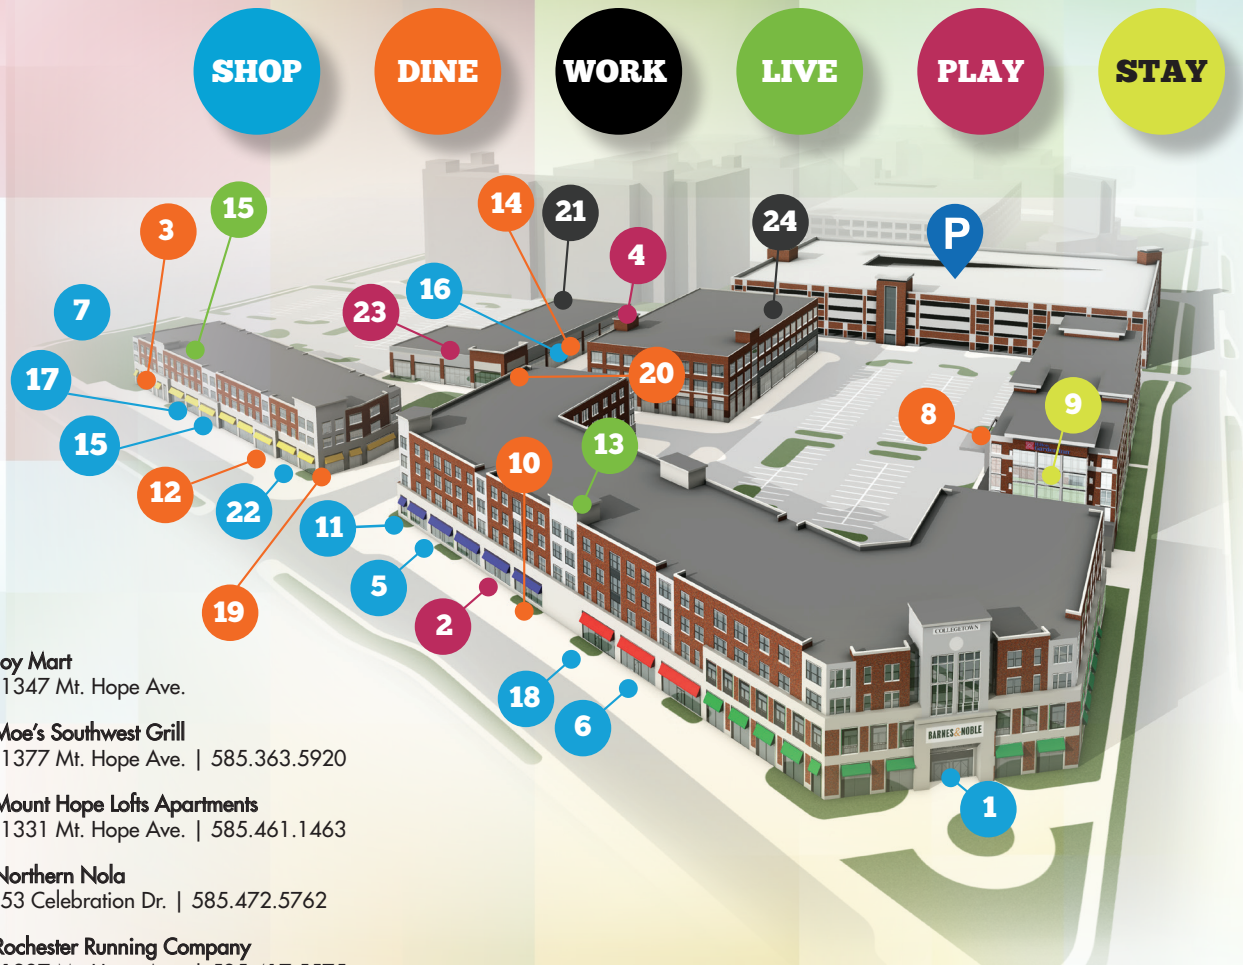 SHOP
DINE
WORK
LIVE
PLAY
STAY
14
15
21
3
24
P
4
16
7
23
17
20
9
8
15
13
10
12
22
11
5
19
2
COLLEGETOWN
oy Mart
1347 Mt. Hope Ave.
18
6
Moe's Southwest Grill
1377 Mt. Hope Ave. | 585.363.5920
BARNES&NOBLE
1
Mount Hope Lofts Apartments
1331 Mt. Hope Ave. | 585.461.1463
Northern Nola
53 Celebration Dr. | 585.472.5762
Rochester Running Company